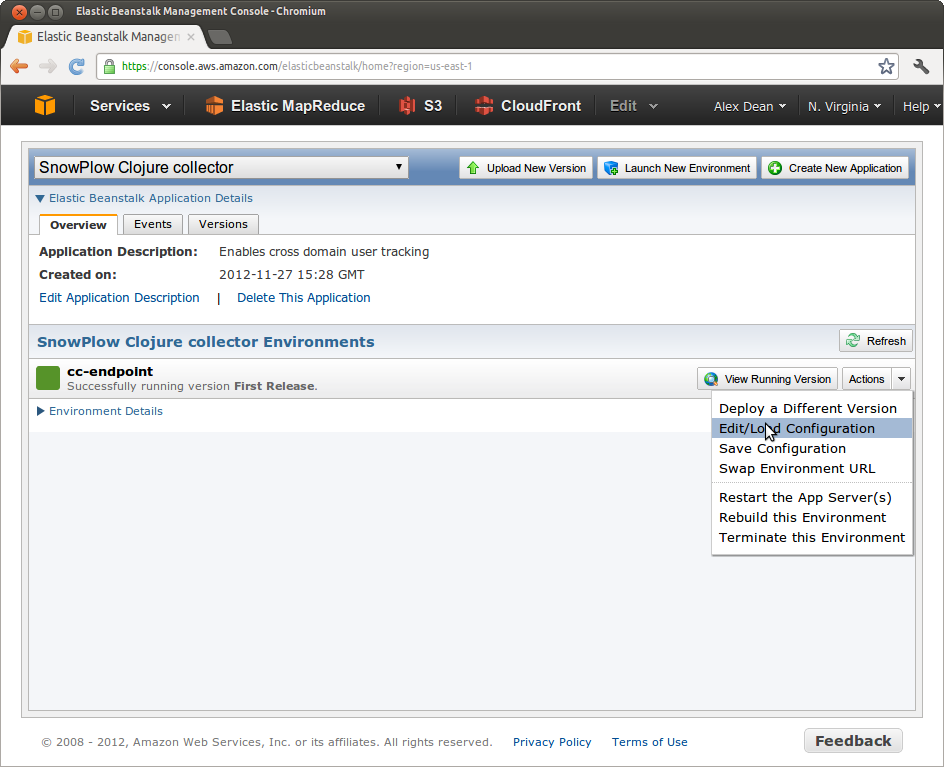 Elastic Beanstalk Management Console - Chromium
Elastic Beanstalk Managen
https://console.aws.amazon.com/elasticbeanstalk/home?region=us-east-1
Services Elastic MapReduce S3 CloudFront Edit Alex Dean N. Virginia Help
SnowPlow Clojure collector Upload New Version Launch New Environment Create New Application
Elastic Beanstalk Application Details
Overview Events Versions
Application Description: Enables cross domain user tracking
Created on: 2012-11-27 15:28 GMT
Edit Application Description | Delete This Application
SnowPlow Clojure collector Environments Refresh
cc-endpoint
Successfully running version First Release. View Running Version Actions
Environment Details
Deploy a Different Version
Edit/Load Configuration
Save Configuration
Swap Environment URL
Restart the App Server(s)
Rebuild this Environment
Terminate this Environment
© 2008 - 2012, Amazon Web Services, Inc. or its affiliates. All rights reserved. Privacy Policy Terms of Use Feedback